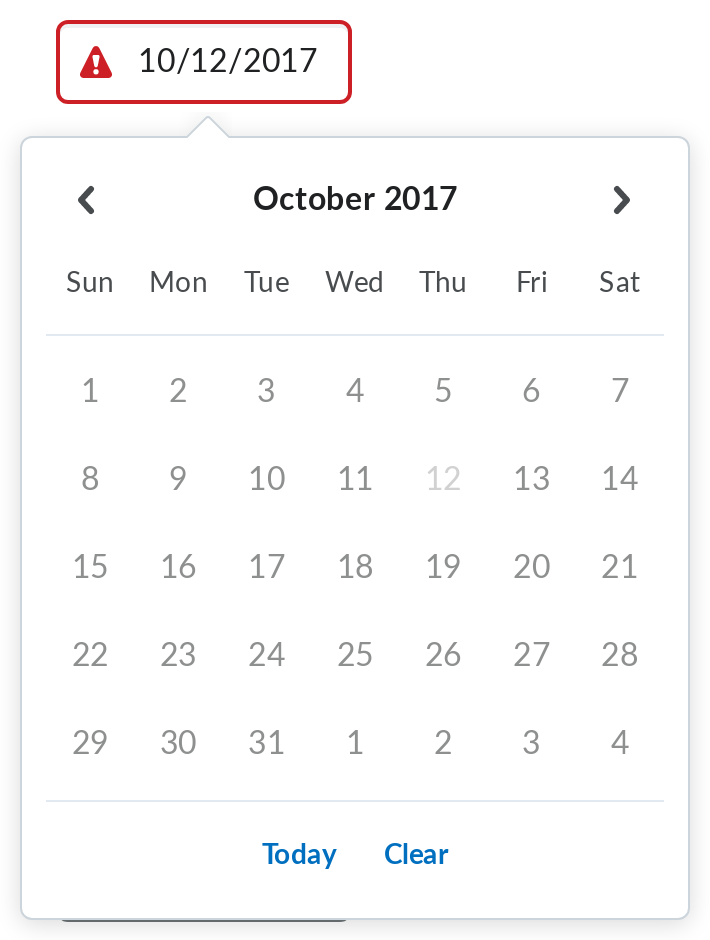 10/12/2017
October 2017
Sun Mon Tue Wed Thu Fri Sat
1 2 3 4 5 6 7
8 9 10 11 12 13 14
15 16 17 18 19 20 21
22 23 24 25 26 27 28
29 30 31 1 2 3 4
Today Clear